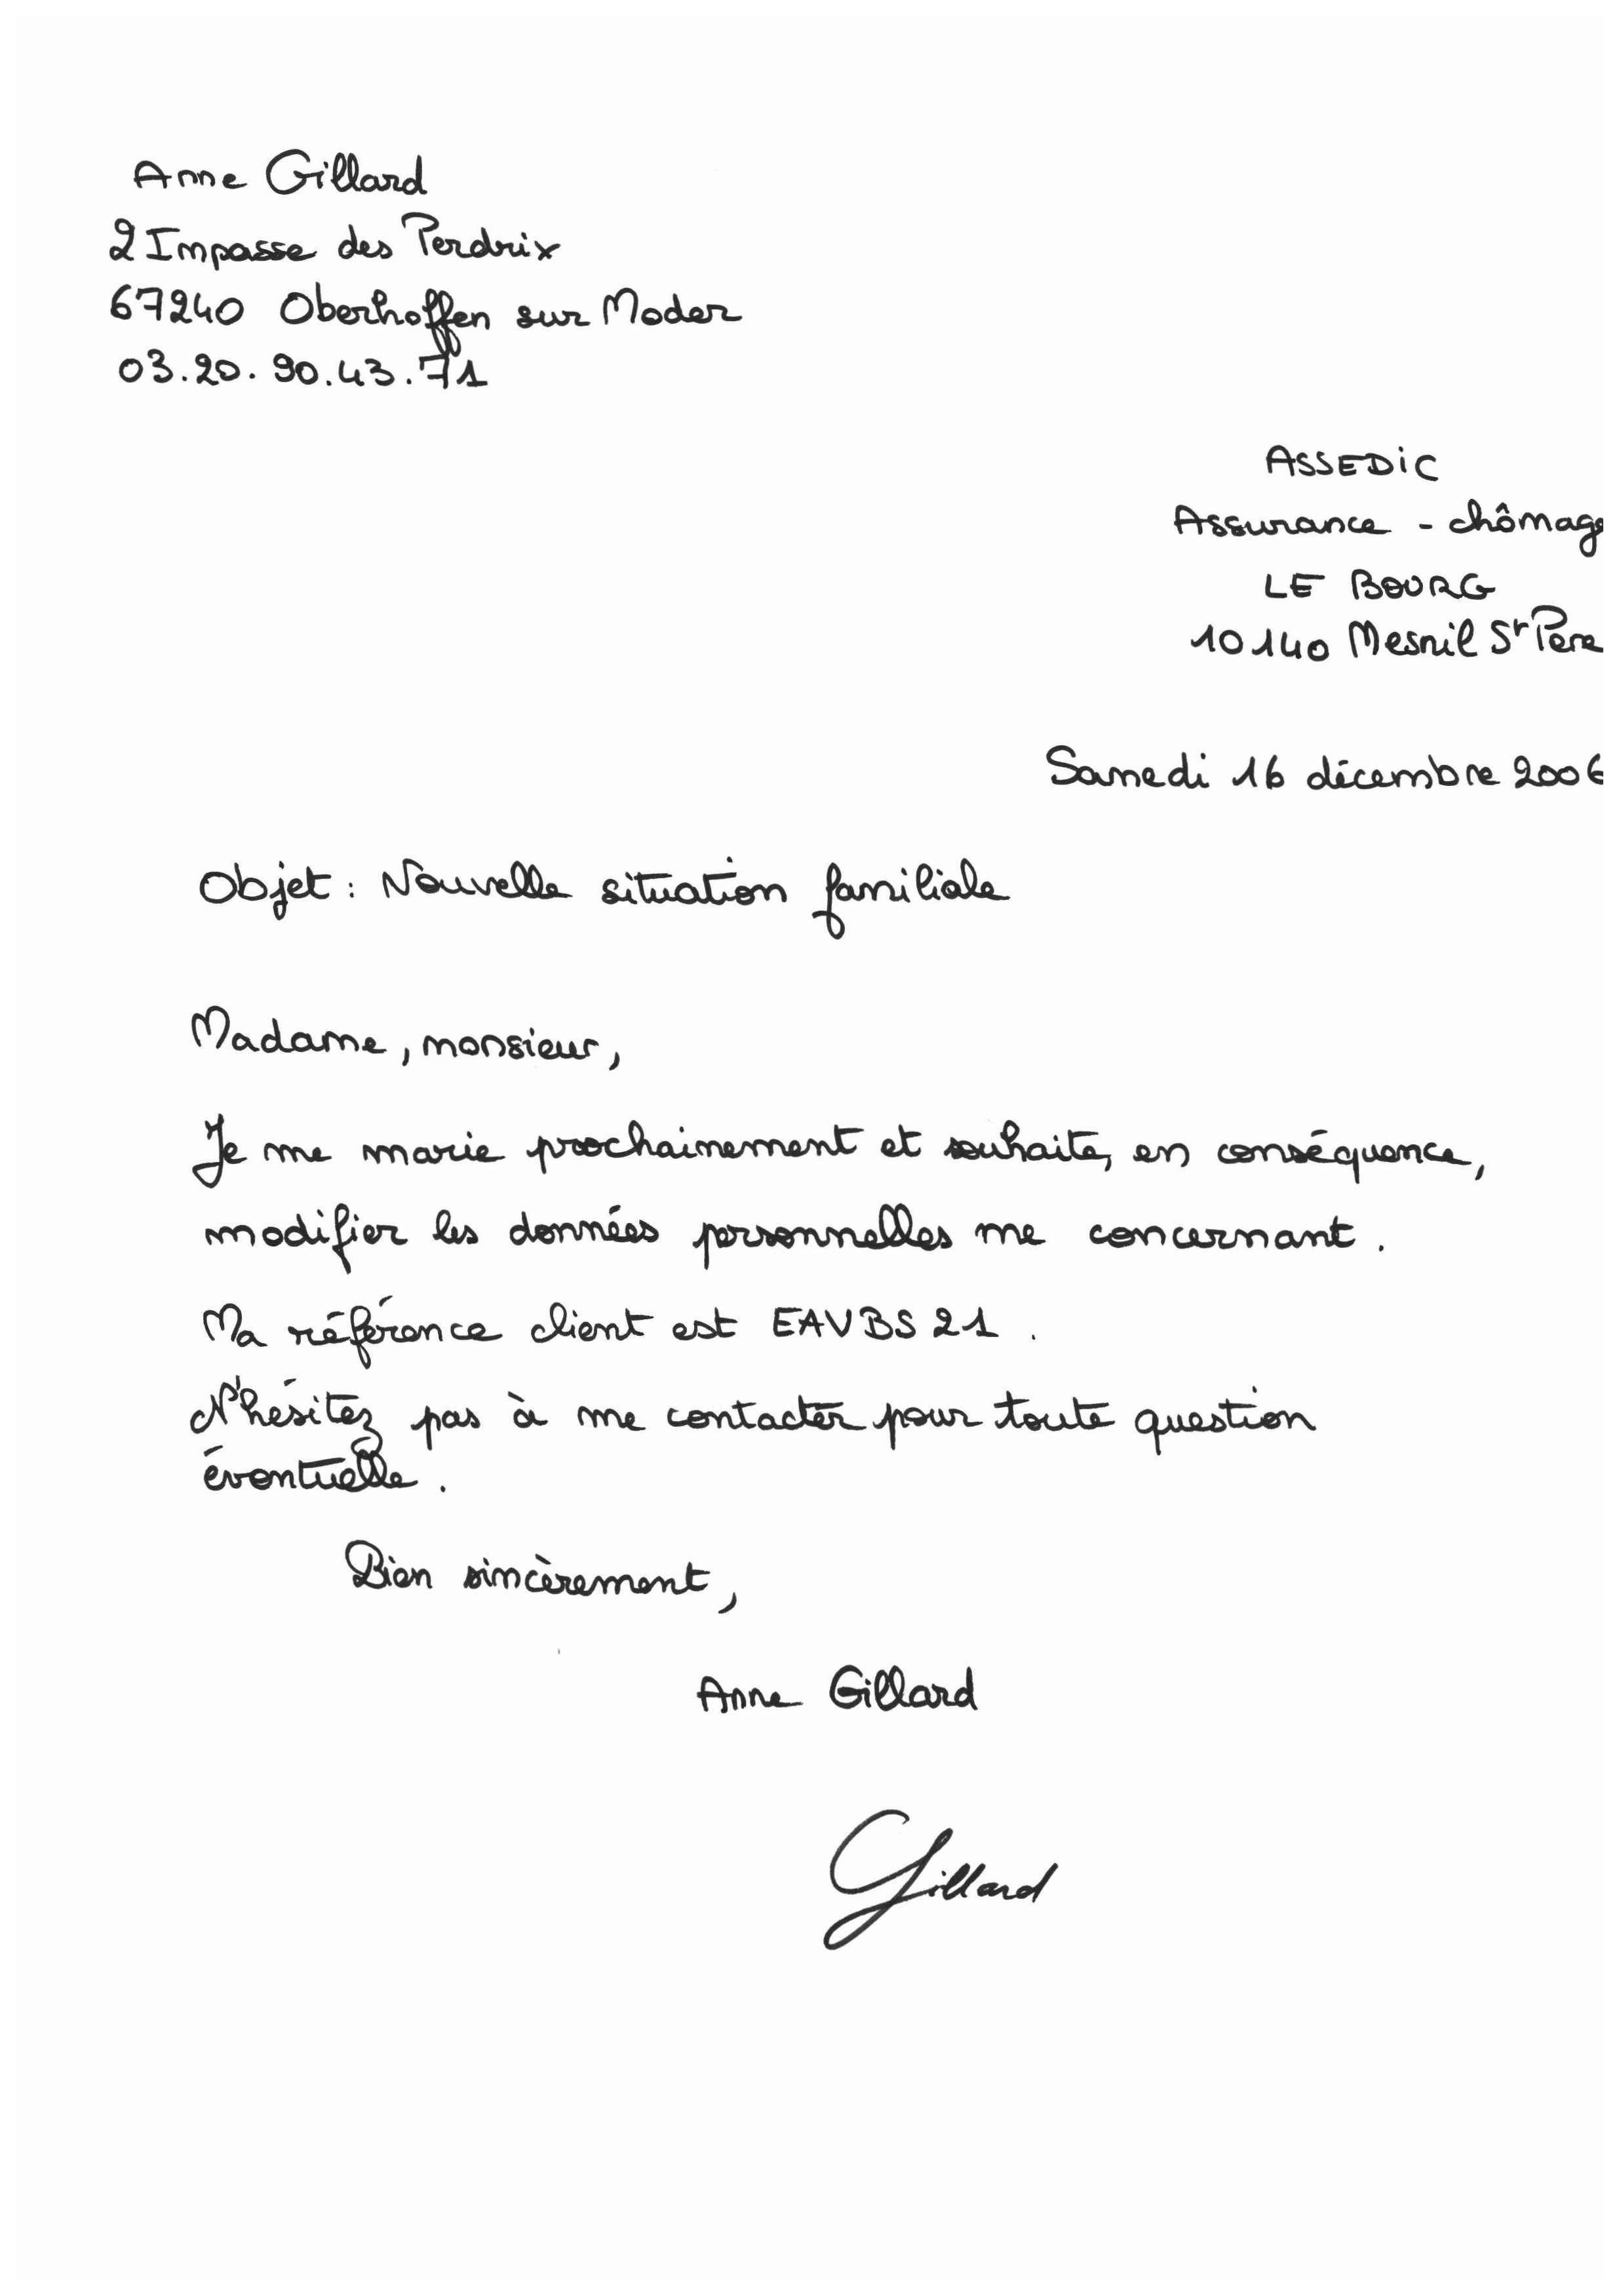 Anne Gillard
2 Impasse des Perdrix
67240 Oberhoffen sur Moder
03.20.90.43.71
ASSEDiC
Assurance - chômage
LE BOURG
10140 Mesnil St Pere
Samedi 16 décembre 2006
Objet : Nouvelle situation familiale
Madame, monsieur,
Je me marie prochainement et souhaite, en conséquence,
modifier les données personnelles me concernant.
Ma référence client est EAVBS21.
N'hésitez pas à me contacter pour toute question
éventuelle.
Bien sincèrement,
Anne Gillard
Gillard